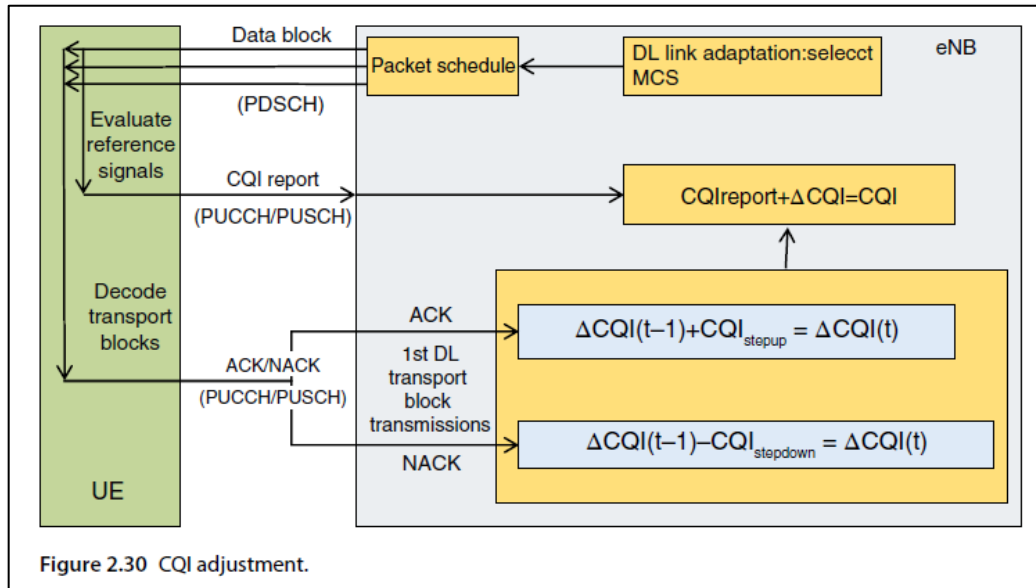 Data block
eNB
Packet schedule
DL link adaptation:selecct
MCS
(PDSCH)
Evaluate
reference
signals
CQI report
(PUCCH/PUSCH)
CQIreport+ΔCQI=CQI
Decode
transport
blocks
ACK
ΔCQI(t–1)+CQI_stepup = ΔCQI(t)
ACK/NACK
(PUCCH/PUSCH)
1st DL
transport
block
transmissions
NACK
ΔCQI(t–1)–CQI_stepdown = ΔCQI(t)
UE
Figure 2.30 CQI adjustment.